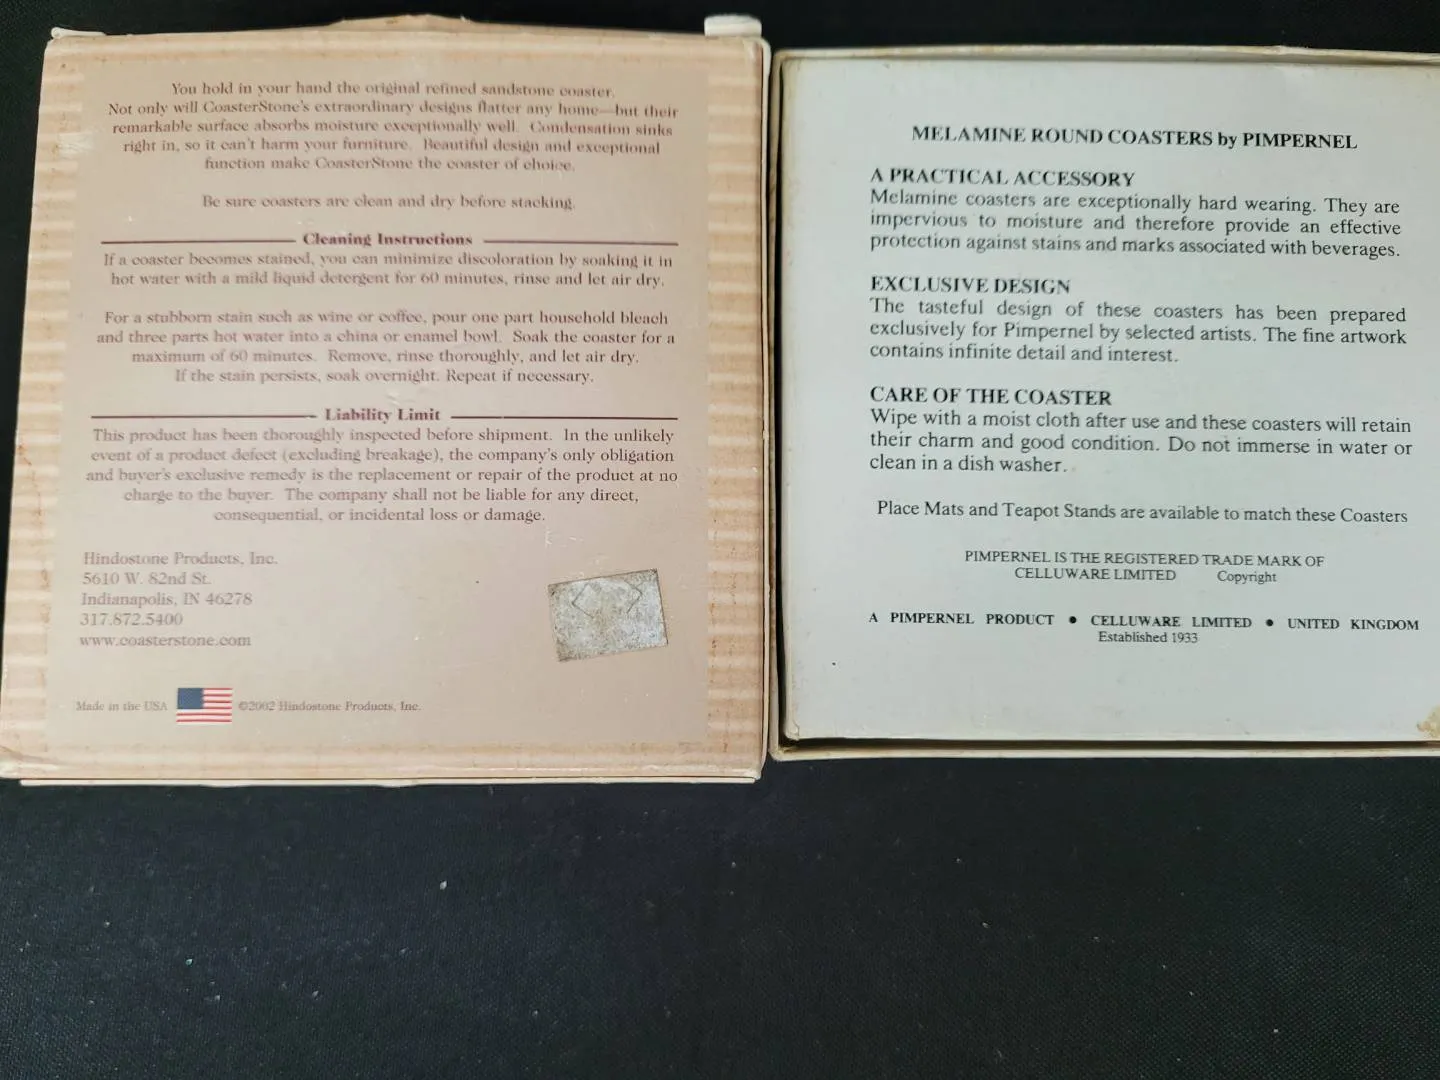 You hold in your hand the original refined sandstone coaster.
Not only will CoasterStone's extraordinary designs flatter any home—but their
remarkable surface absorbs moisture exceptionally well. Condensation sinks
right in, so it can't harm your furniture. Beautiful design and exceptional
function make CoasterStone the coaster of choice.
Be sure coasters are clean and dry before stacking.
Cleaning Instructions
If a coaster becomes stained, you can minimize discoloration by soaking it in
hot water with a mild liquid detergent for 60 minutes, rinse and let air dry.
For a stubborn stain such as wine or coffee, pour one part household bleach
and three parts hot water into a china or enamel bowl. Soak the coaster for a
maximum of 60 minutes. Remove, rinse thoroughly, and let air dry.
If the stain persists, soak overnight. Repeat if necessary.
Liability Limit
This product has been thoroughly inspected before shipment. In the unlikely
event of a product defect (excluding breakage), the company's only obligation
and buyer's exclusive remedy is the replacement or repair of the product at no
charge to the buyer. The company shall not be liable for any direct,
consequential, or incidental loss or damage.
Hindostone Products, Inc.
5610 W. 82nd St.
Indianapolis, IN 46278
317.872.5400
www.coasterstone.com
Made in the USA ©2002 Hindostone Products, Inc.
MELAMINE ROUND COASTERS by PIMPERNEL
A PRACTICAL ACCESSORY
Melamine coasters are exceptionally hard wearing. They are
impervious to moisture and therefore provide an effective
protection against stains and marks associated with beverages.
EXCLUSIVE DESIGN
The tasteful design of these coasters has been prepared
exclusively for Pimpernel by selected artists. The fine artwork
contains infinite detail and interest.
CARE OF THE COASTER
Wipe with a moist cloth after use and these coasters will retain
their charm and good condition. Do not immerse in water or
clean in a dish washer.
Place Mats and Teapot Stands are available to match these Coasters
PIMPERNEL IS THE REGISTERED TRADE MARK OF
CELLUWARE LIMITED Copyright
A PIMPERNEL PRODUCT • CELLUWARE LIMITED • UNITED KINGDOM
Established 1933